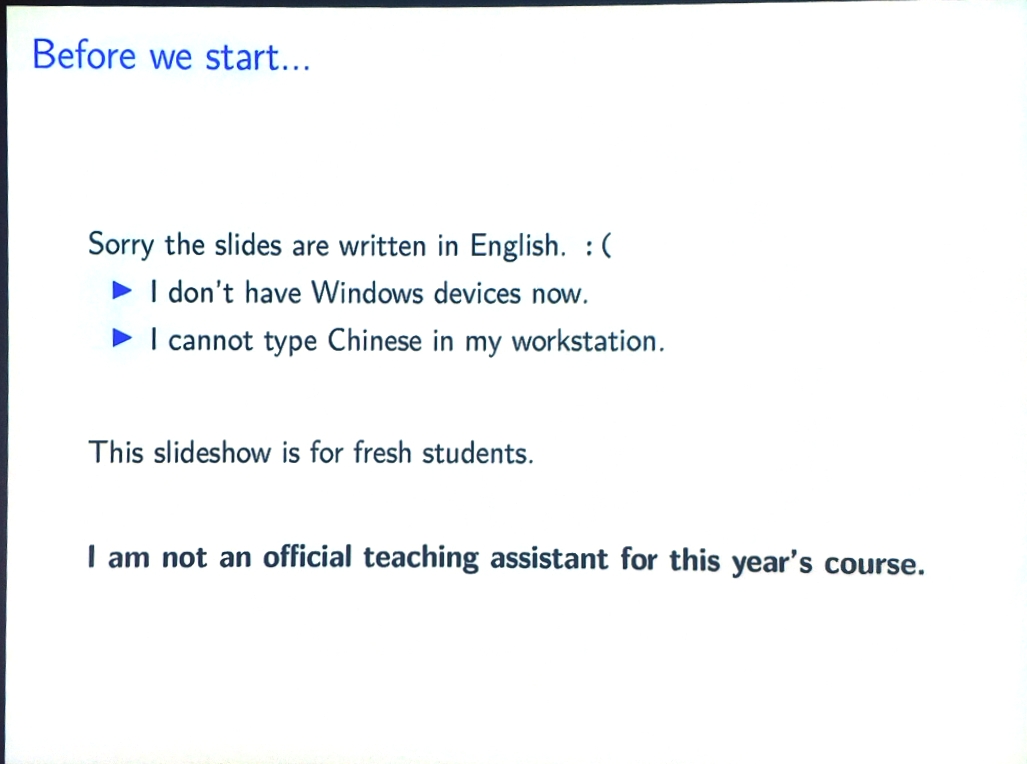 Before we start...
Sorry the slides are written in English. :(
▶ I don't have Windows devices now.
▶ I cannot type Chinese in my workstation.
This slideshow is for fresh students.
I am not an official teaching assistant for this year's course.